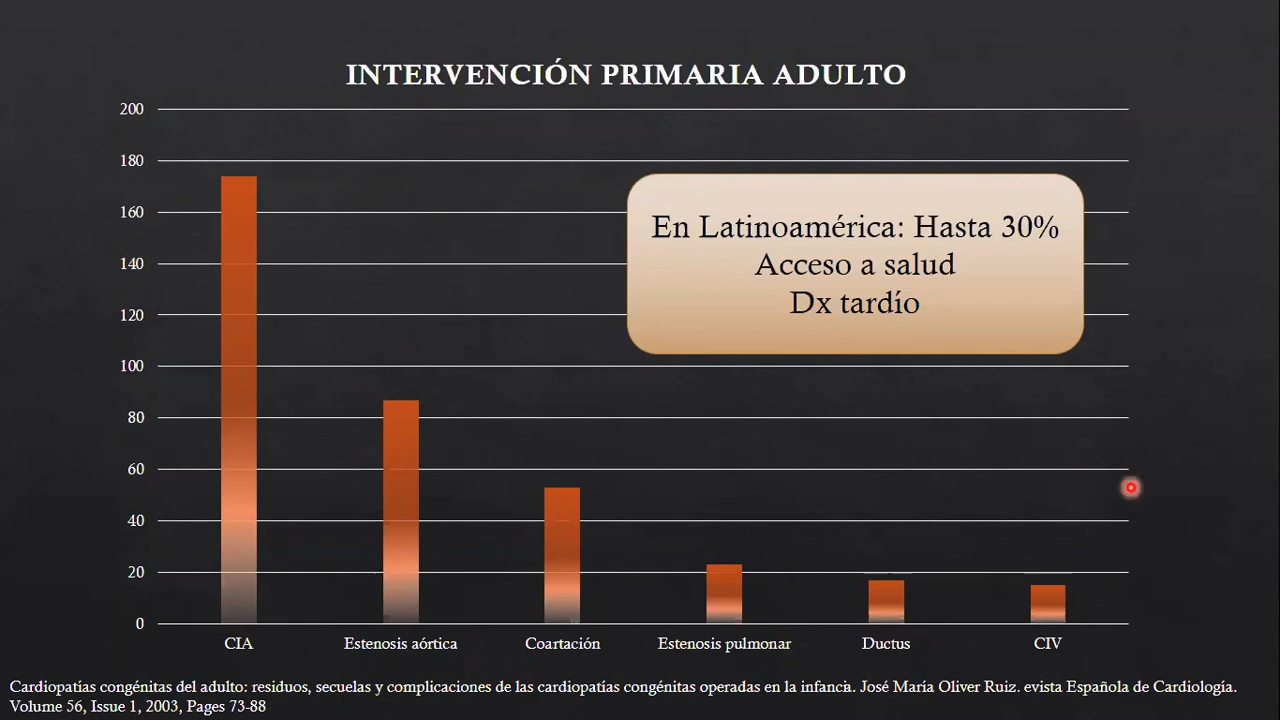 INTERVENCIÓN PRIMARIA ADULTO
200
180
160
140
120
100
80
60
40
20
0
En Latinoamérica: Hasta 30%
Acceso a salud
Dx tardío
CIA Estenosis aórtica Coartación Estenosis pulmonar Ductus CIV
Cardiopatías congénitas del adulto: residuos, secuelas y complicaciones de las cardiopatías congénitas operadas en la infancia. José María Oliver Ruiz. evista Española de Cardiología.
Volume 56, Issue 1, 2003, Pages 73-88